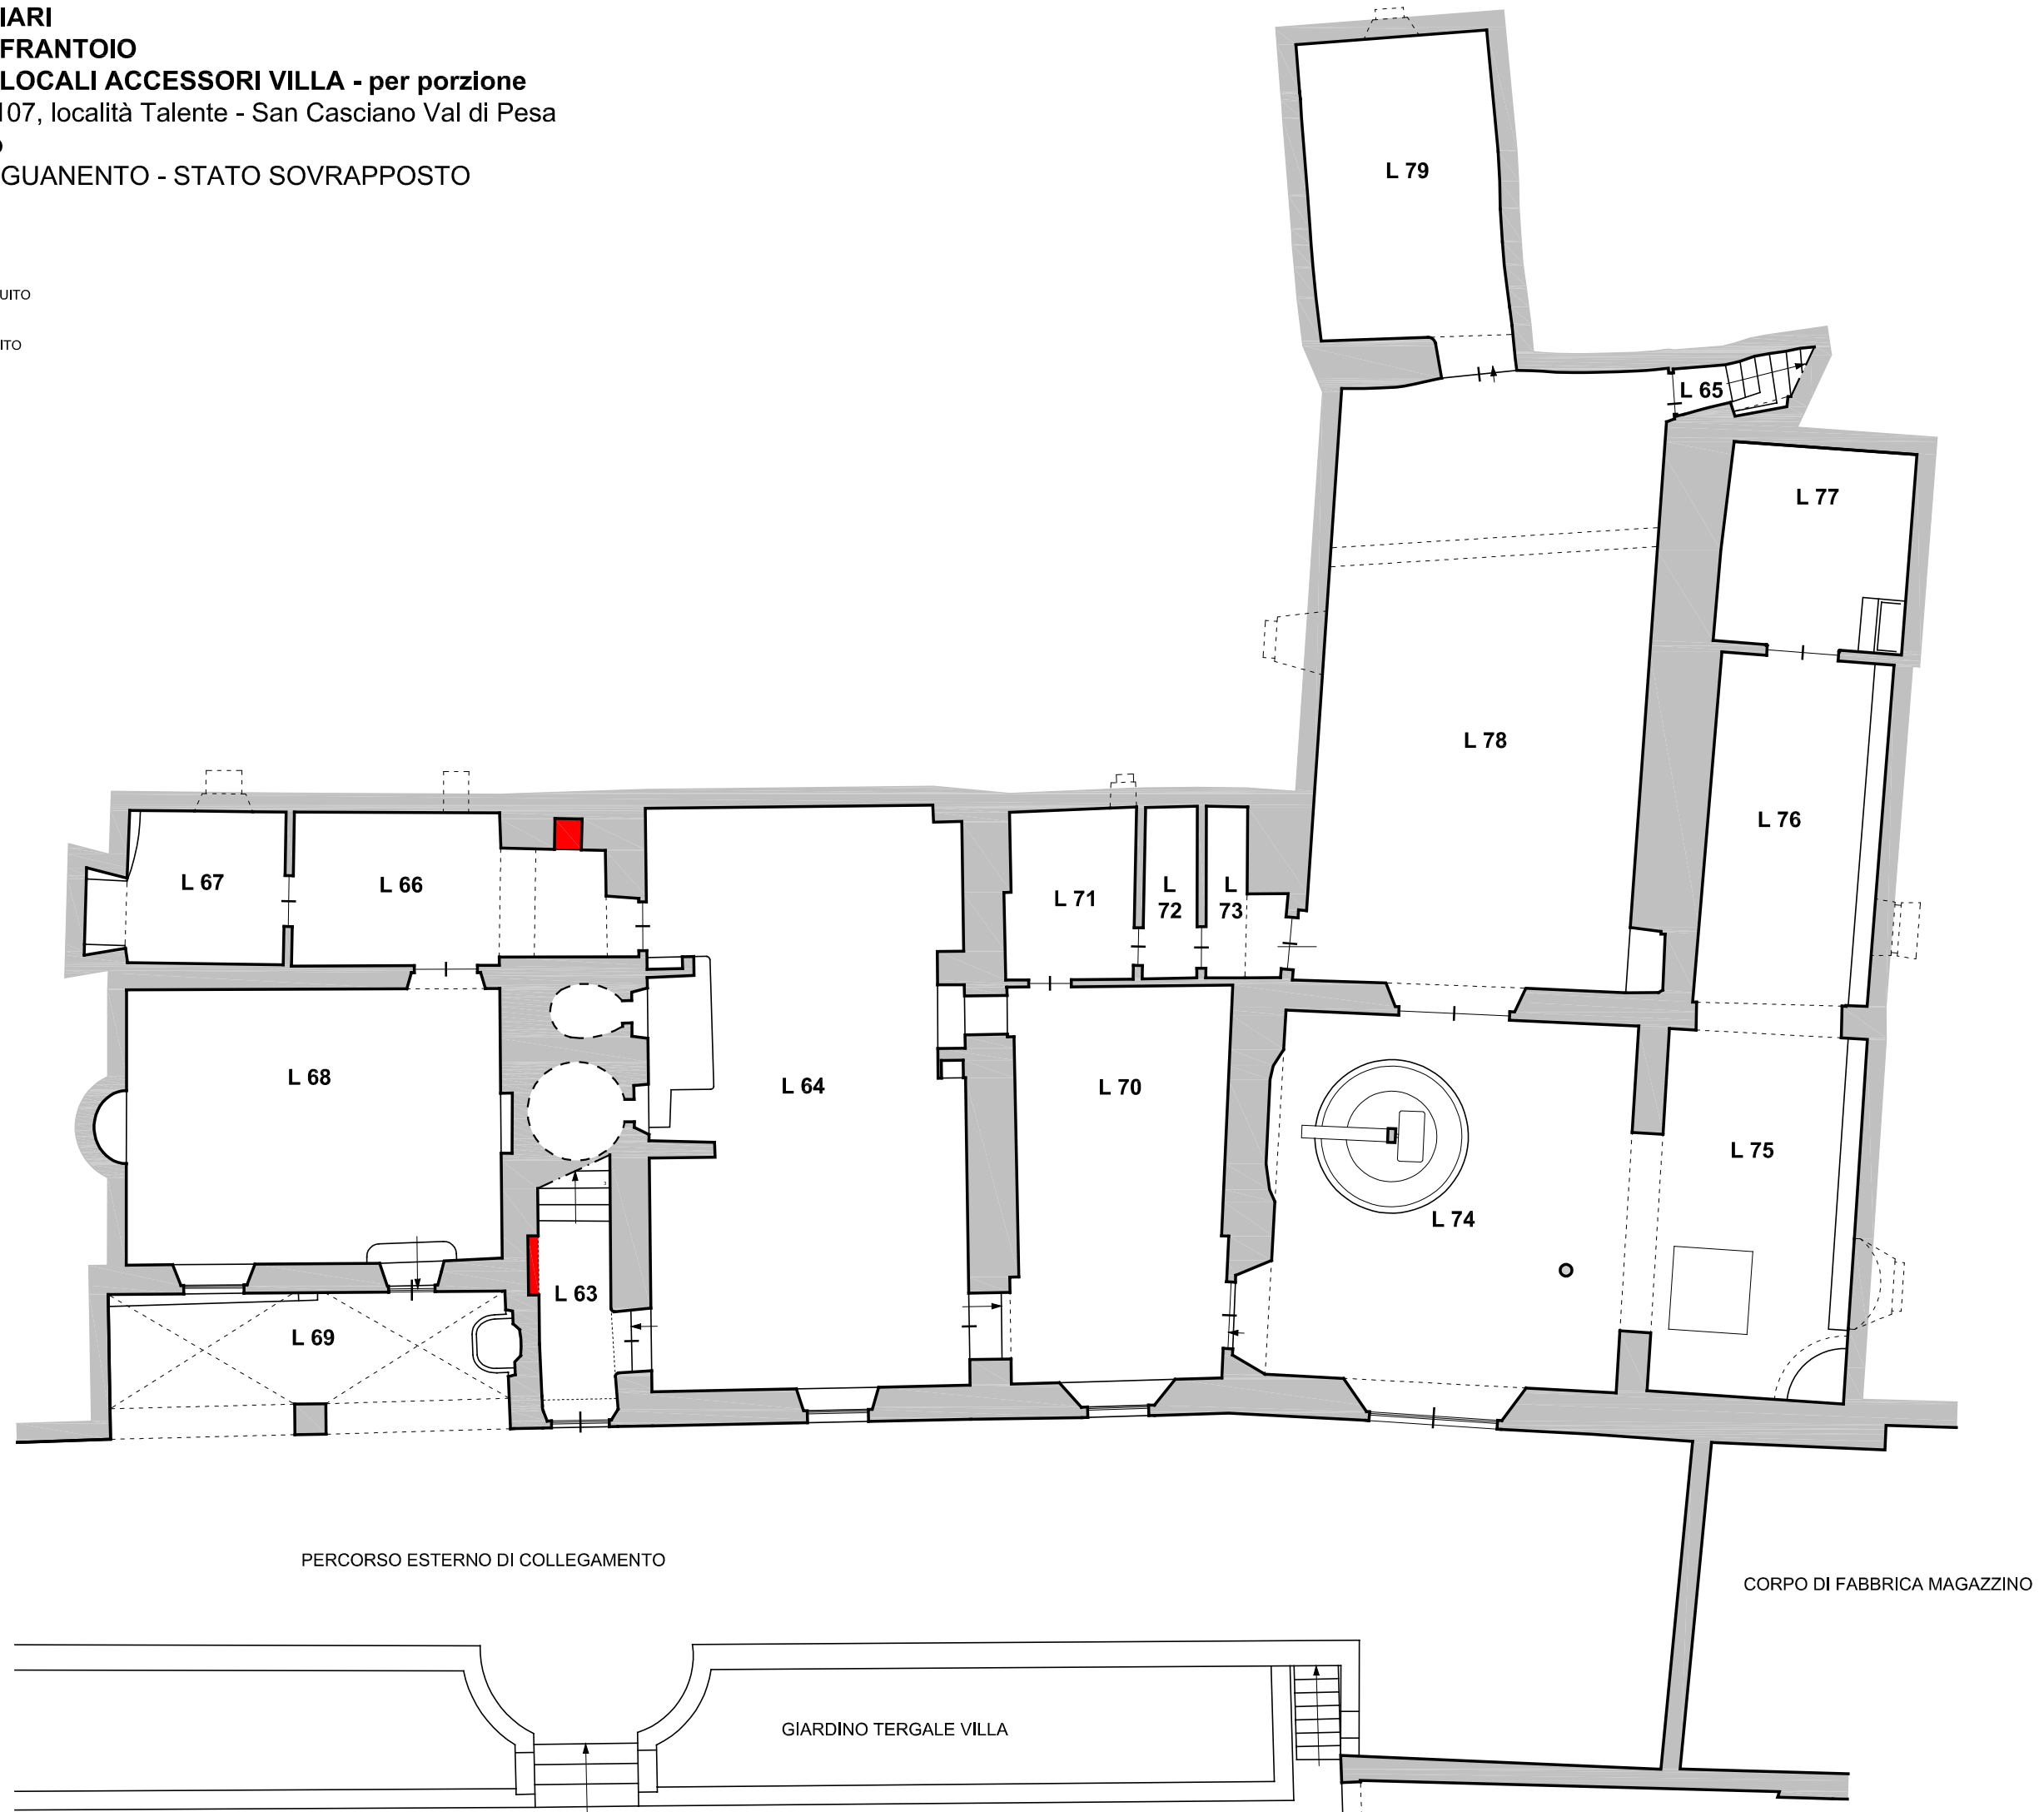 IARI
FRANTOIO
LOCALI ACCESSORI VILLA - per porzione
107, località Talente - San Casciano Val di Pesa
GUANENTO - STATO SOVRAPPOSTO
UITO
ITO
L 79
L 65
L 77
L 78
L 76
L 67
L 66
L 71
L
72
L
73
L 68
L 64
L 70
L 75
L 74
L 63
L 69
PERCORSO ESTERNO DI COLLEGAMENTO
CORPO DI FABBRICA MAGAZZINO
GIARDINO TERGALE VILLA